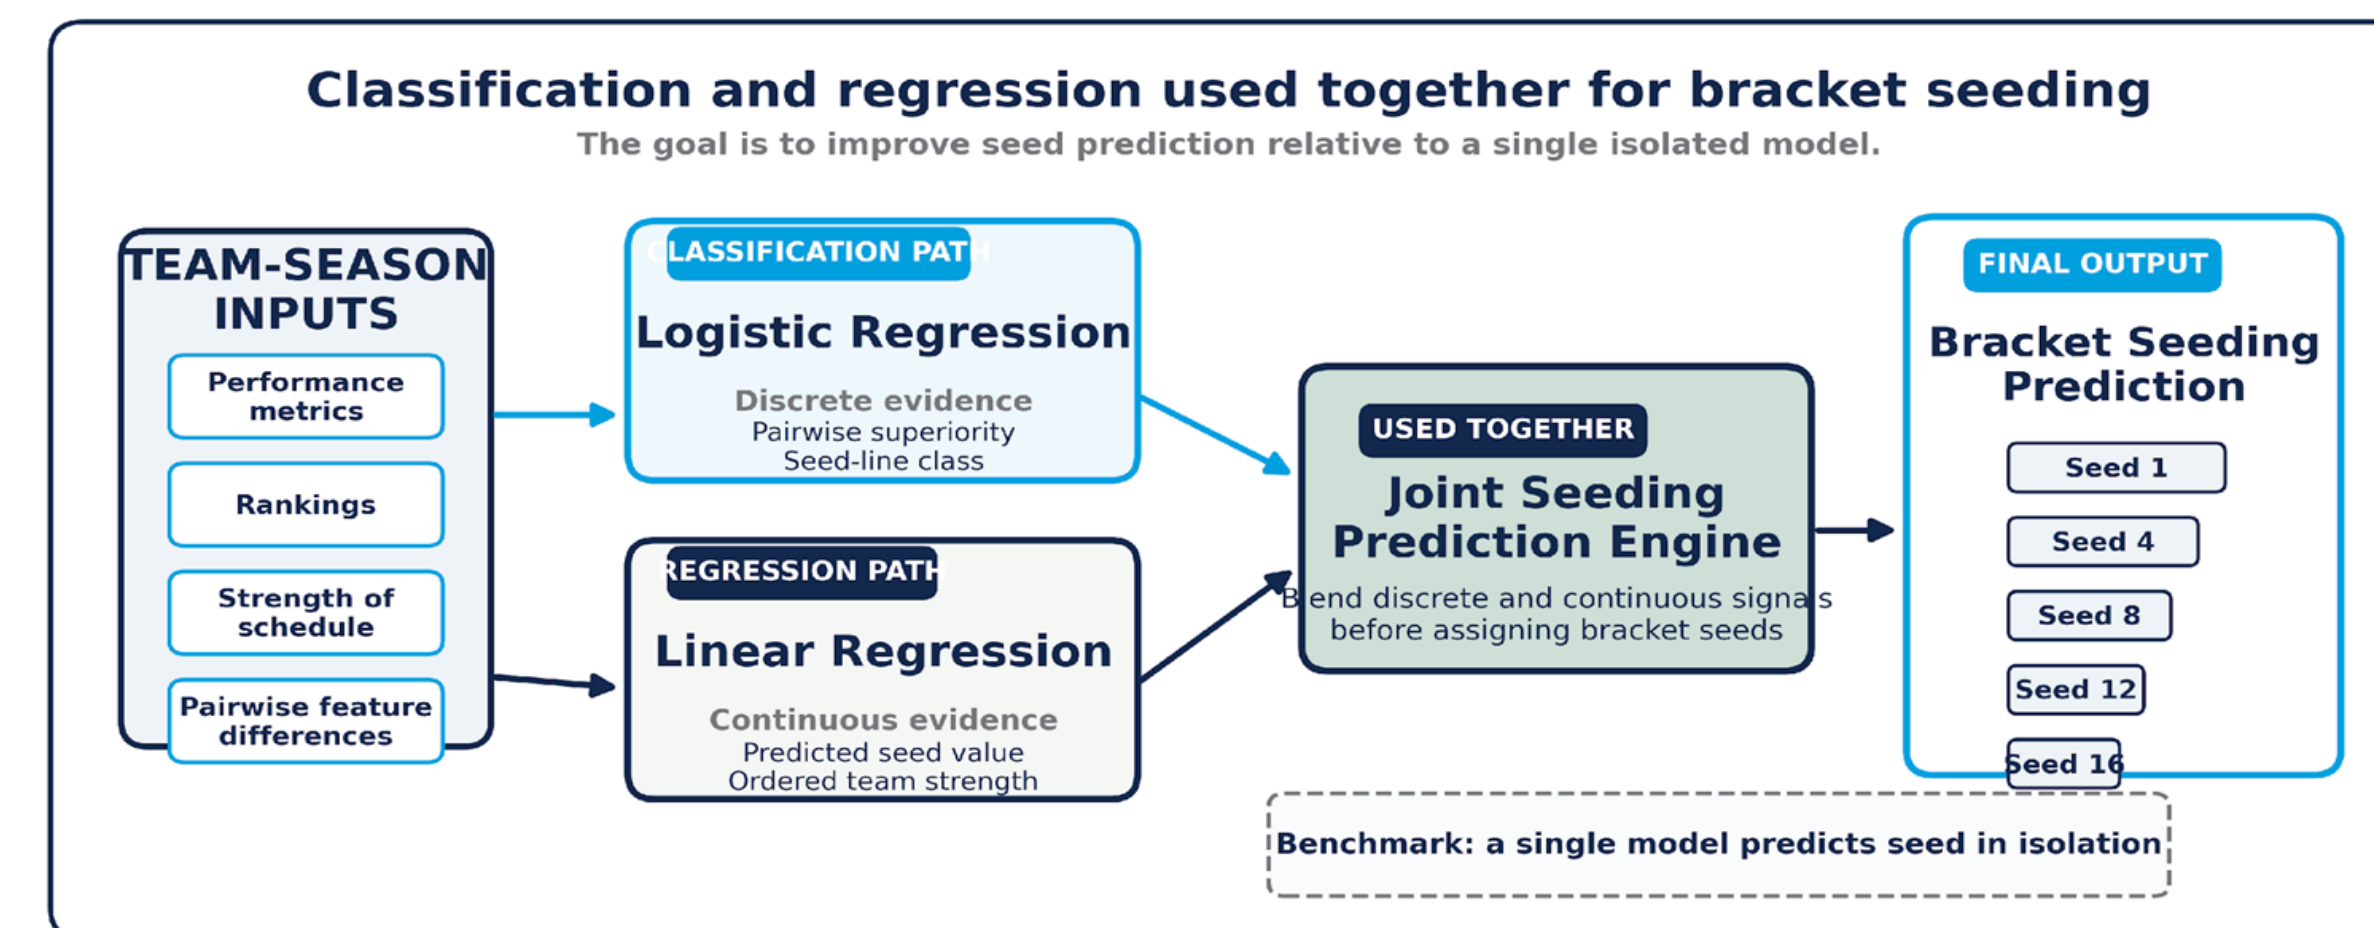 Classification and regression used together for bracket seeding
The goal is to improve seed prediction relative to a single isolated model.
TEAM-SEASON
INPUTS
Performance
metrics
Rankings
Strength of
schedule
Pairwise feature
differences
CLASSIFICATION PATH
Logistic Regression
Discrete evidence
Pairwise superiority
Seed-line class
REGRESSION PATH
Linear Regression
Continuous evidence
Predicted seed value
Ordered team strength
USED TOGETHER
Joint Seeding
Prediction Engine
Blend discrete and continuous signals
before assigning bracket seeds
FINAL OUTPUT
Bracket Seeding
Prediction
Seed 1
Seed 4
Seed 8
Seed 12
Seed 16
Benchmark: a single model predicts seed in isolation